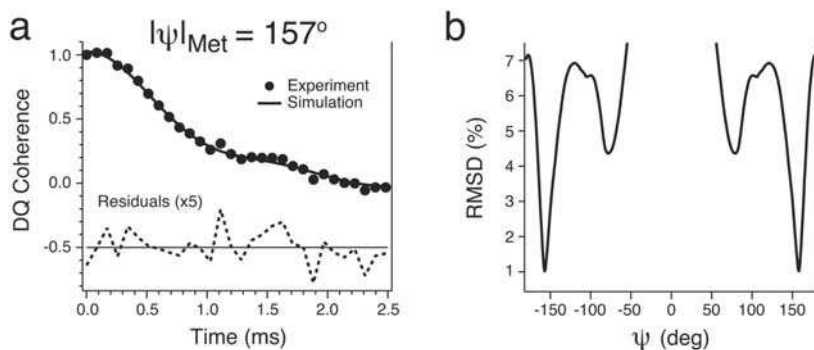 a
|ψ|Met = 157º
1.0
0.5
0.0
-0.5
DQ Coherence
Experiment
Simulation
Residuals (x5)
0.0 0.5 1.0 1.5 2.0 2.5
Time (ms)
b
7
6
5
4
3
2
1
RMSD (%)
-150 -100 -50 0 50 100 150
ψ (deg)